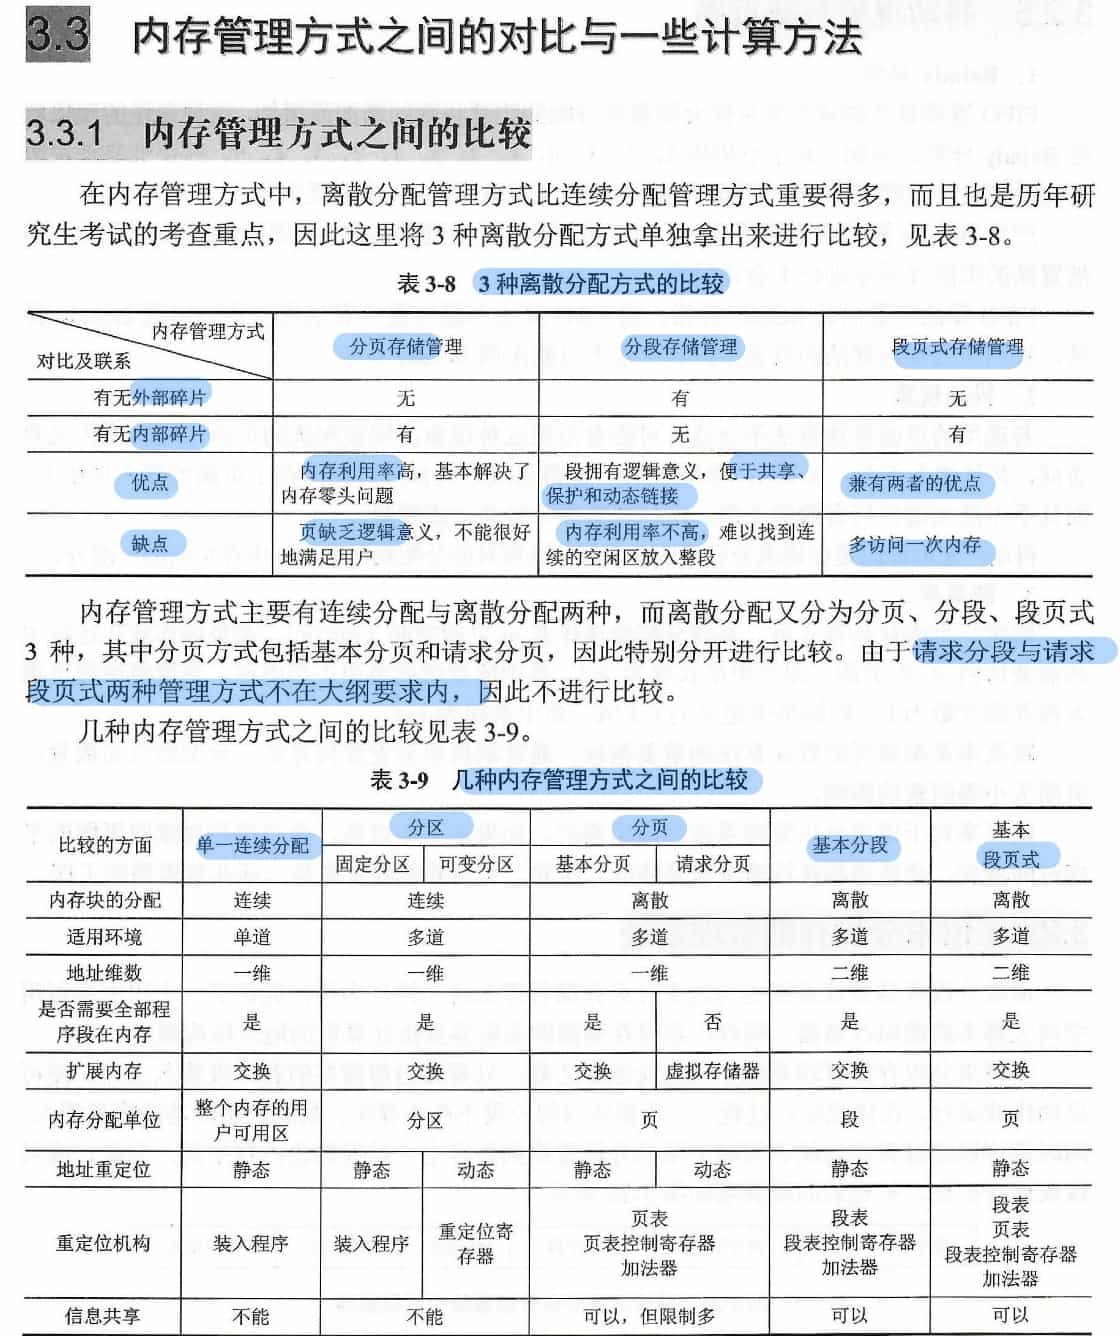 3.3 内存管理方式之间的对比与一些计算方法
3.3.1 内存管理方式之间的比较
在内存管理方式中，离散分配管理方式比连续分配管理方式重要得多，而且也是历年研
究生考试的考查重点，因此这里将 3 种离散分配方式单独拿出来进行比较，见表 3-8。
表 3-8 3 种离散分配方式的比较
内存管理方式
对比及联系
分页存储管理 分段存储管理 段页式存储管理
有无外部碎片 无 有 无
有无内部碎片 有 无 有
优点
内存利用率高，基本解决了
内存零头问题
段拥有逻辑意义，便于共享、
保护和动态链接
兼有两者的优点
缺点
页缺乏逻辑意义，不能很好
地满足用户
内存利用率不高，难以找到连
续的空闲区放入整段
多访问一次内存
内存管理方式主要有连续分配与离散分配两种，而离散分配又分为分页、分段、段页式
3 种，其中分页方式包括基本分页和请求分页，因此特别分开进行比较。由于请求分段与请求
段页式两种管理方式不在大纲要求内，因此不进行比较。
几种内存管理方式之间的比较见表 3-9。
表 3-9 几种内存管理方式之间的比较
比较的方面 单一连续分配
分区
固定分区 可变分区
分页
基本分页 请求分页
基本分段
基本
段页式
内存块的分配 连续 连续 离散 离散 离散
适用环境 单道 多道 多道 多道 多道
地址维数 一维 一维 一维 二维 二维
是否需要全部程
序段在内存
是 是 是 否 是 是
扩展内存 交换 交换 交换 虚拟存储器 交换 交换
内存分配单位
整个内存的用
户可用区
分区 页 段 页
地址重定位 静态 静态 动态 静态 动态 静态 静态
重定位机构 装入程序 装入程序
重定位寄
存器
页表
页表控制寄存器
加法器
段表
段表控制寄存器
加法器
段表
页表
段表控制寄存器
加法器
信息共享 不能 不能 可以，但限制多 可以 可以